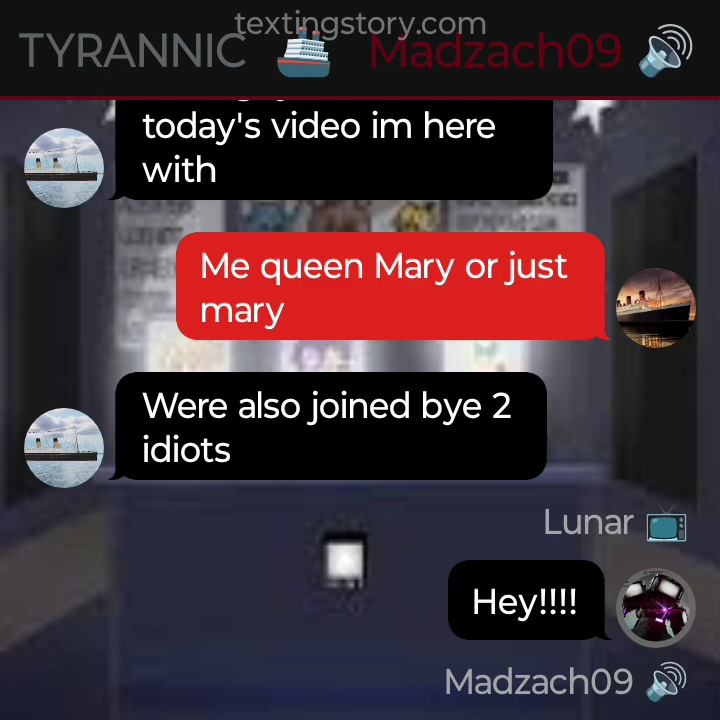 textingstory.com
TYRANNIC 🚢 Madzach09 🔊
today's video im here
with
Me queen Mary or just
mary
Were also joined bye 2
idiots
Lunar 📺
Hey!!!!
Madzach09 🔊